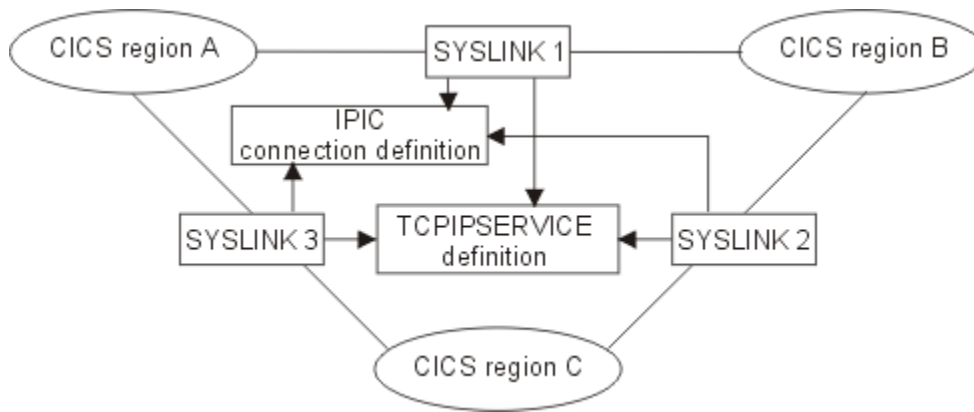 CICS region A
SYSLINK 1
CICS region B
IPIC
connection definition
SYSLINK 3
TCPIPSERVICE
definition
SYSLINK 2
CICS region C